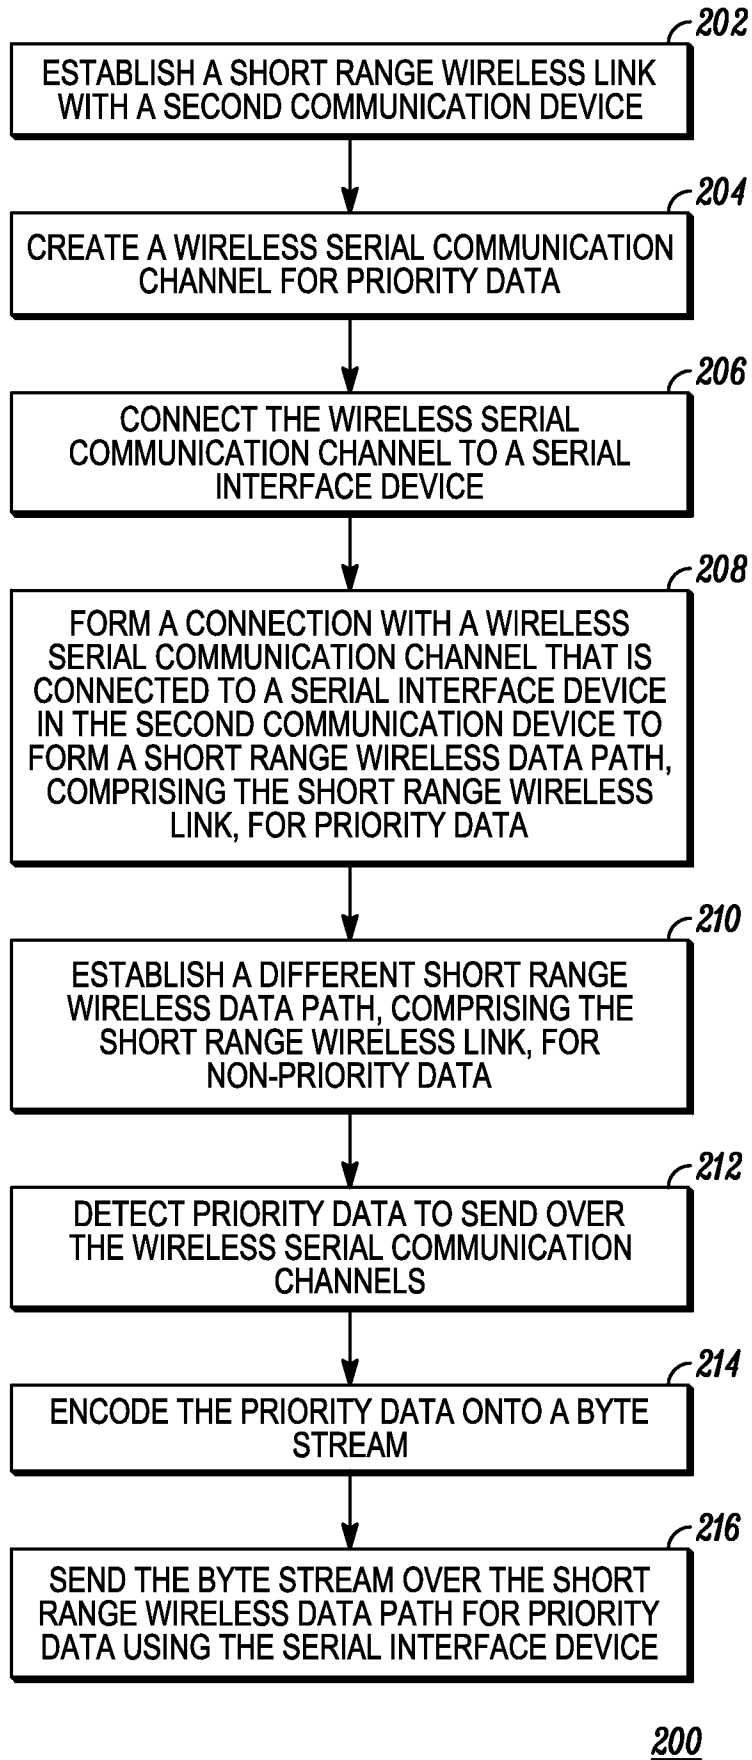 202
ESTABLISH A SHORT RANGE WIRELESS LINK
WITH A SECOND COMMUNICATION DEVICE
204
CREATE A WIRELESS SERIAL COMMUNICATION
CHANNEL FOR PRIORITY DATA
206
CONNECT THE WIRELESS SERIAL
COMMUNICATION CHANNEL TO A SERIAL
INTERFACE DEVICE
208
FORM A CONNECTION WITH A WIRELESS
SERIAL COMMUNICATION CHANNEL THAT IS
CONNECTED TO A SERIAL INTERFACE DEVICE
IN THE SECOND COMMUNICATION DEVICE TO
FORM A SHORT RANGE WIRELESS DATA PATH,
COMPRISING THE SHORT RANGE WIRELESS
LINK, FOR PRIORITY DATA
210
ESTABLISH A DIFFERENT SHORT RANGE
WIRELESS DATA PATH, COMPRISING THE
SHORT RANGE WIRELESS LINK, FOR
NON-PRIORITY DATA
212
DETECT PRIORITY DATA TO SEND OVER
THE WIRELESS SERIAL COMMUNICATION
CHANNELS
214
ENCODE THE PRIORITY DATA ONTO A BYTE
STREAM
216
SEND THE BYTE STREAM OVER THE SHORT
RANGE WIRELESS DATA PATH FOR PRIORITY
DATA USING THE SERIAL INTERFACE DEVICE
200